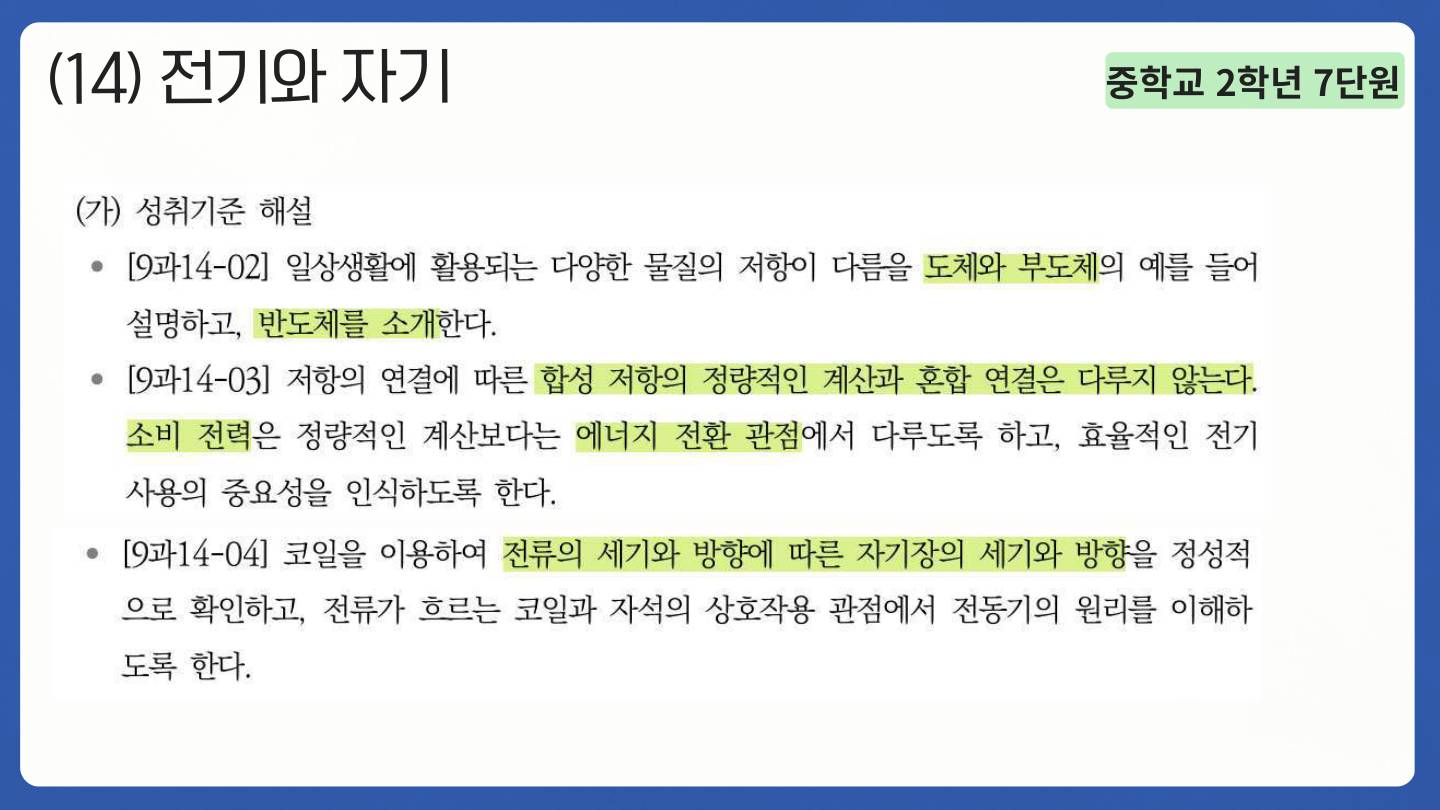 (14) 전기와 자기
중학교 2학년 7단원
(가) 성취기준 해설
• [9과14-02] 일상생활에 활용되는 다양한 물질의 저항이 다름을 도체와 부도체의 예를 들어
설명하고, 반도체를 소개한다.
• [9과14-03] 저항의 연결에 따른 합성 저항의 정량적인 계산과 혼합 연결은 다루지 않는다.
소비 전력은 정량적인 계산보다는 에너지 전환 관점에서 다루도록 하고, 효율적인 전기
사용의 중요성을 인식하도록 한다.
• [9과14-04] 코일을 이용하여 전류의 세기와 방향에 따른 자기장의 세기와 방향을 정성적
으로 확인하고, 전류가 흐르는 코일과 자석의 상호작용 관점에서 전동기의 원리를 이해하
도록 한다.